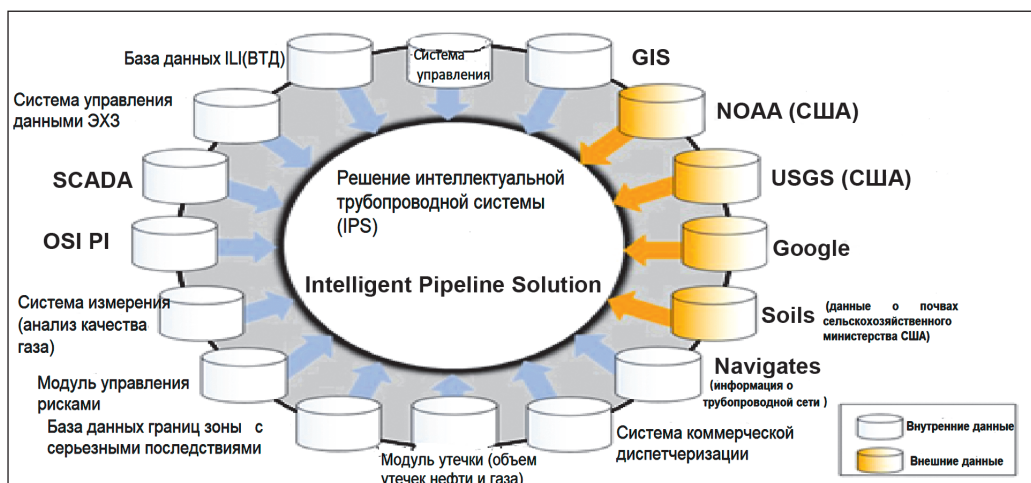 База данных ILI(ВТД)
Система
управления
GIS
Система управления
данными ЭХЗ
NOAA (США)
SCADA
USGS (США)
Решение интеллектуальной
трубопроводной системы
(IPS)
OSI PI
Google
Intelligent Pipeline Solution
Система измерения
(анализ качества
газа)
Soils
(данные о почвах
сельскохозяйственного
министерства США)
Модуль управления
рисками
Navigates
(информация о
трубопроводной сети )
База данных границ зоны с
серьезными последствиями
Модуль утечки (объем
утечек нефти и газа)
Система коммерческой
диспетчеризации
Внутренние данные
Внешние данные